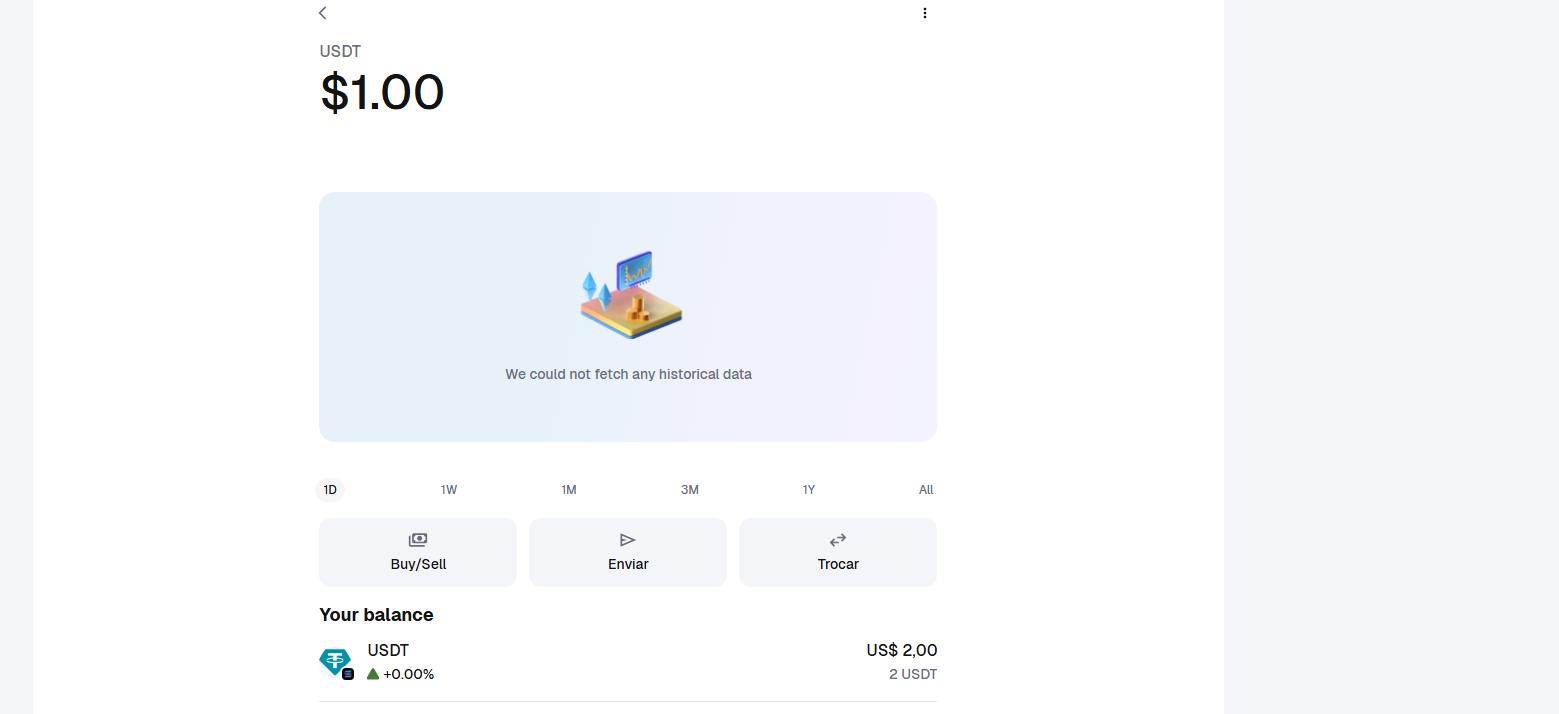 USDT
$1.00
We could not fetch any historical data
1D 1W 1M 3M 1Y All
Buy/Sell Enviar Trocar
Your balance
USDT US$ 2,00
+0.00% 2 USDT